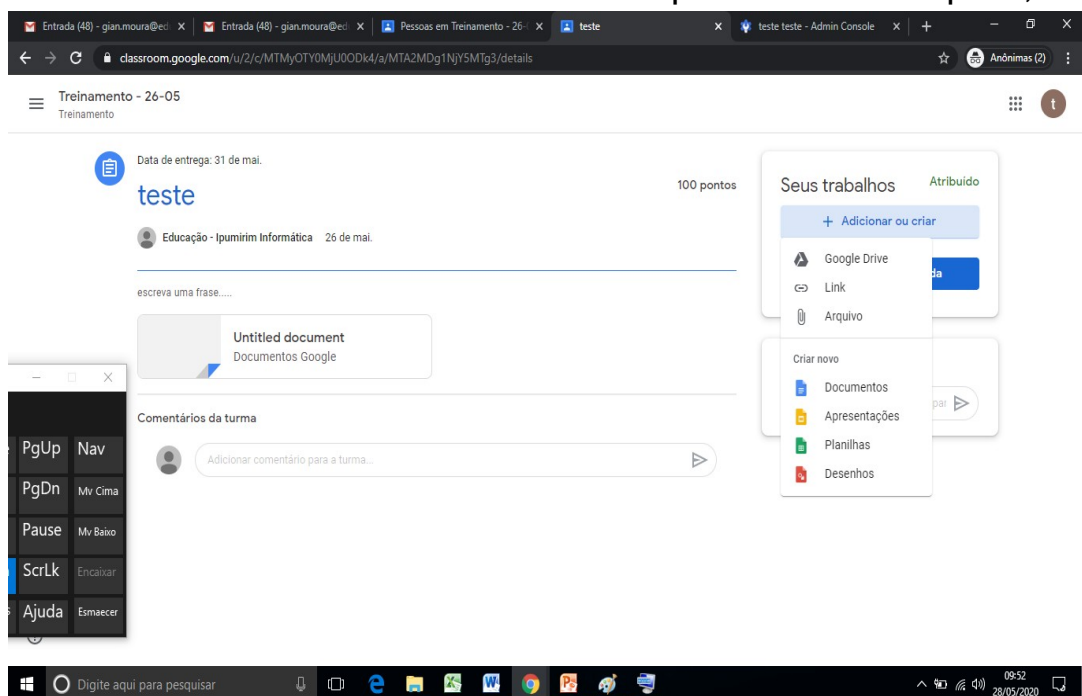 Entrada (48) - gian.moura@ed
Entrada (48) - gian.moura@ed
Pessoas em Treinamento - 26-
teste
teste teste - Admin Console
classroom.google.com/u/2/c/MTMyOTY0MjU0ODk4/a/MTA2MDg1NjY5MTg3/details
Anônimas (2)
Treinamento - 26-05
Treinamento
t
Data de entrega: 31 de mai.
teste
100 pontos
Educação - Ipumirim Informática 26 de mai.
escreva uma frase.....
Untitled document
Documentos Google
Comentários da turma
Adicionar comentário para a turma...
Seus trabalhos
Atribuído
+ Adicionar ou criar
Google Drive
Link
Arquivo
da
Criar novo
Documentos
Apresentações
Planilhas
Desenhos
PgUp Nav
PgDn Mv Cima
Pause Mv Baixo
ScrLk Encaixar
Ajuda Esmaecer
Digite aqui para pesquisar
09:52
28/05/2020